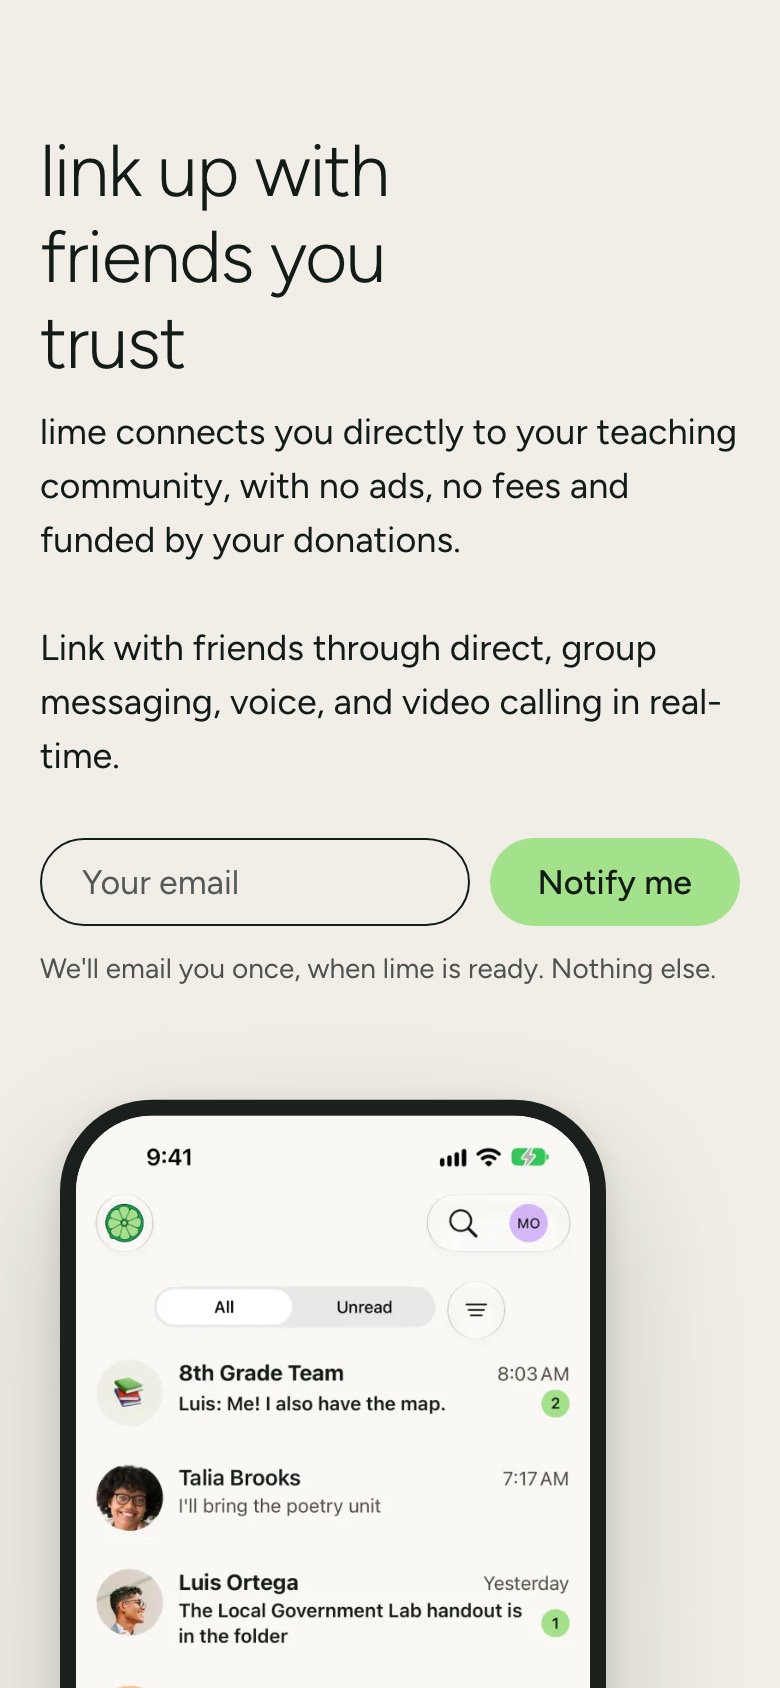 link up with
friends you
trust
lime connects you directly to your teaching
community, with no ads, no fees and
funded by your donations.
Link with friends through direct, group
messaging, voice, and video calling in real-
time.
Your email
Notify me
We'll email you once, when lime is ready. Nothing else.
9:41
MO
All
Unread
8th Grade Team
8:03 AM
Luis: Me! I also have the map.
2
Talia Brooks
7:17 AM
I'll bring the poetry unit
Luis Ortega
Yesterday
The Local Government Lab handout is
in the folder
1